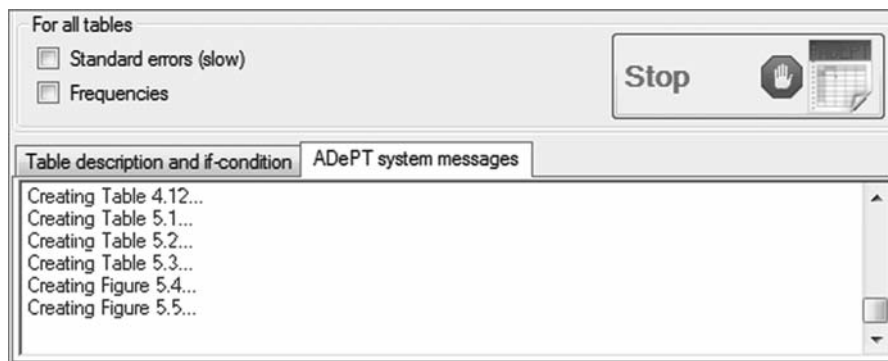 For all tables
Standard errors (slow)
Frequencies
Stop
Table description and if-condition
ADePT system messages
Creating Table 4.12...
Creating Table 5.1...
Creating Table 5.2...
Creating Table 5.3...
Creating Figure 5.4...
Creating Figure 5.5...